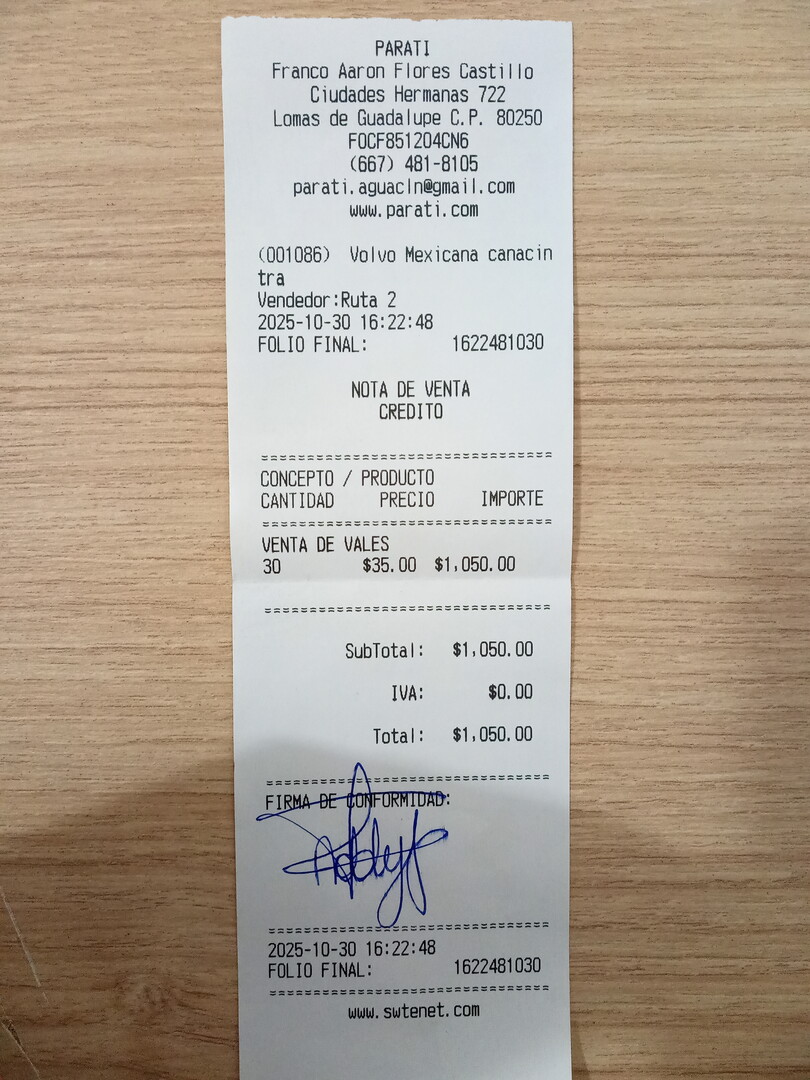 PARATI
Franco Aaron Flores Castillo
Ciudades Hermanas 722
Lomas de Guadalupe C.P. 80250
FOCF851204CN6
(667) 481-8105
parati.aguacln@gmail.com
www.parati.com
(001086) Volvo Mexicana canacin
tra
Vendedor:Ruta 2
2025-10-30 16:22:48
FOLIO FINAL: 1622481030
NOTA DE VENTA
CREDITO
================================
CONCEPTO / PRODUCTO
CANTIDAD PRECIO IMPORTE
================================
VENTA DE VALES
30 $35.00 $1,050.00
================================
SubTotal: $1,050.00
IVA: $0.00
Total: $1,050.00
================================
FIRMA DE CONFORMIDAD:
================================
2025-10-30 16:22:48
FOLIO FINAL: 1622481030
================================
www.swtenet.com